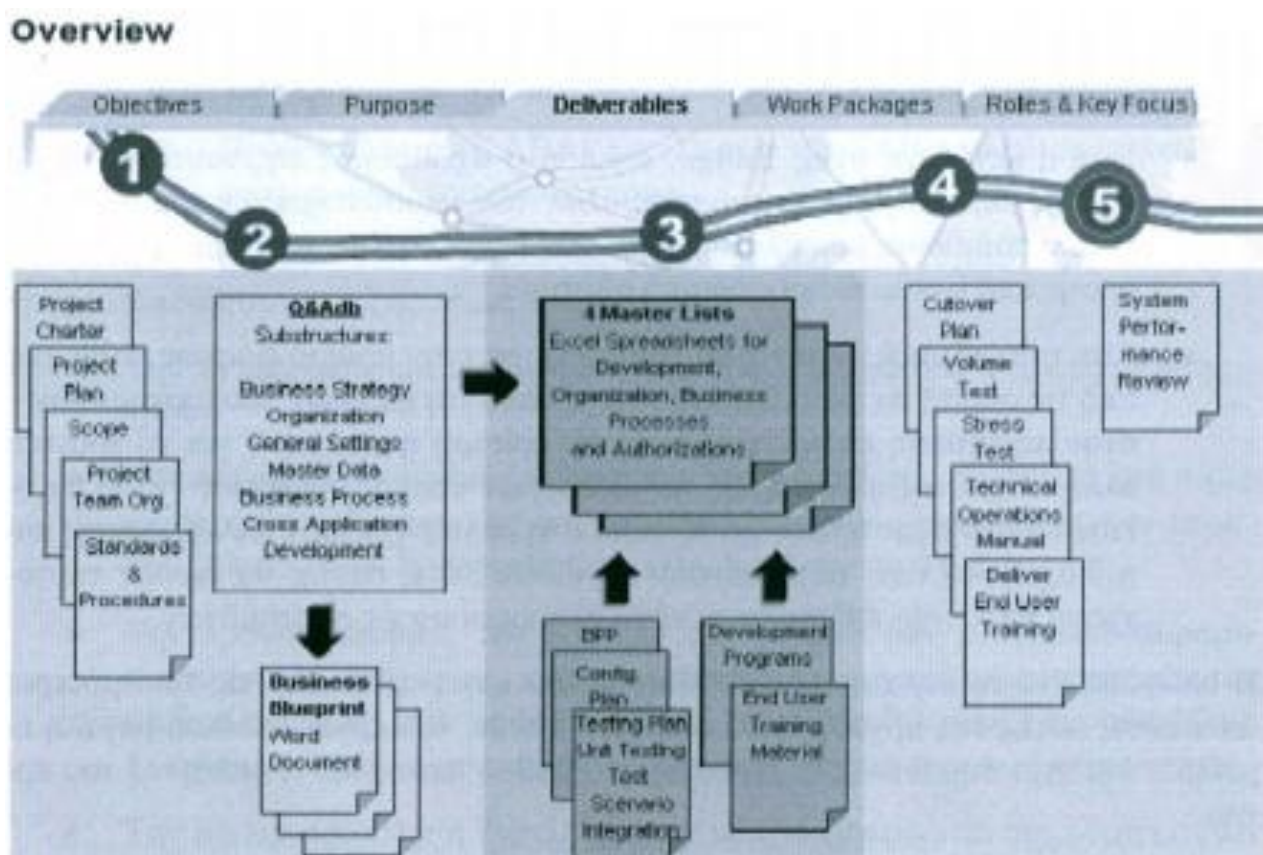 Overview
Objectives
Purpose
Deliverables
Work Packages
Roles & Key Focus
1
2
3
4
5
Project
Charter
Project
Plan
Scope
Project
Team Org.
Standards
&
Procedures
Q&Adb
Substructures:
Business Strategy
Organization
General Settings
Master Data
Business Process
Cross Application
Development
Business
Blueprint
Word
Document
4 Master Lists
Excel Spreadsheets for
Development,
Organization, Business
Processes
and Authorizations
BPP
Config.
Plan
Testing Plan
Unit Testing
Test
Scenario
Integration
Development
Programs
End User
Training
Material
Cutover
Plan
Volume
Test
Stress
Test
Technical
Operations
Manual
Deliver
End User
Training
System
Perfor-
mance
Review